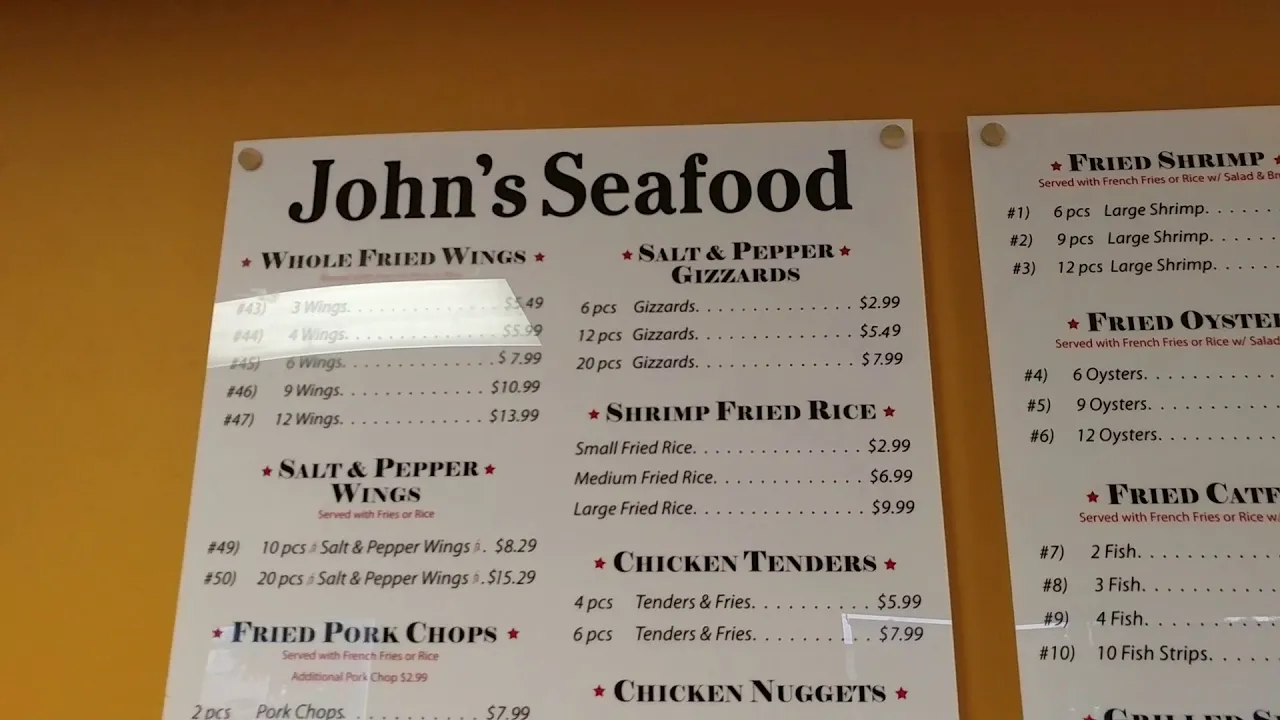 John's Seafood
★ WHOLE FRIED WINGS ★
#43) 3 Wings. . . . . . . . . . . . $5.49
#44) 4 Wings. . . . . . . . . . . . $5.99
#45) 6 Wings. . . . . . . . . . . . $ 7.99
#46) 9 Wings. . . . . . . . . . . . $10.99
#47) 12 Wings. . . . . . . . . . . . $13.99
★ SALT & PEPPER ★
WINGS
Served with Fries or Rice
#49) 10 pcs Salt & Pepper Wings . $8.29
#50) 20 pcs Salt & Pepper Wings . $15.29
★ FRIED PORK CHOPS ★
Served with French Fries or Rice
Additional Pork Chop $2.99
2 pcs Pork Chops. . . . . . . . . . . . $7.99
★ SALT & PEPPER ★
GIZZARDS
6 pcs Gizzards. . . . . . . . . . . . $2.99
12 pcs Gizzards. . . . . . . . . . . . $5.49
20 pcs Gizzards. . . . . . . . . . . . $7.99
★ SHRIMP FRIED RICE ★
Small Fried Rice. . . . . . . . . . . . . $2.99
Medium Fried Rice. . . . . . . . . . . . $6.99
Large Fried Rice. . . . . . . . . . . . . $9.99
★ CHICKEN TENDERS ★
4 pcs Tenders & Fries. . . . . . . . . $5.99
6 pcs Tenders & Fries. . . . . . . . . $7.99
★ CHICKEN NUGGETS ★
★ FRIED SHRIMP ★
Served with French Fries or Rice w/ Salad &
#1) 6 pcs Large Shrimp. . . . . .
#2) 9 pcs Large Shrimp. . . . . .
#3) 12 pcs Large Shrimp. . . . .
★ FRIED
Served with French Fries or Rice w/ Salad
#4) 6 Oysters. . . . . . . . . . .
#5) 9 Oysters. . . . . . . . . . .
#6) 12 Oysters. . . . . . . . . .
★ FRIED
Served with French Fries or Rice w/
#7) 2 Fish. . . . . . . . . . . .
#8) 3 Fish. . . . . . . . . . . .
#9) 4 Fish. . . . . . . . . . . .
#10) 10 Fish Strips. . . . . .